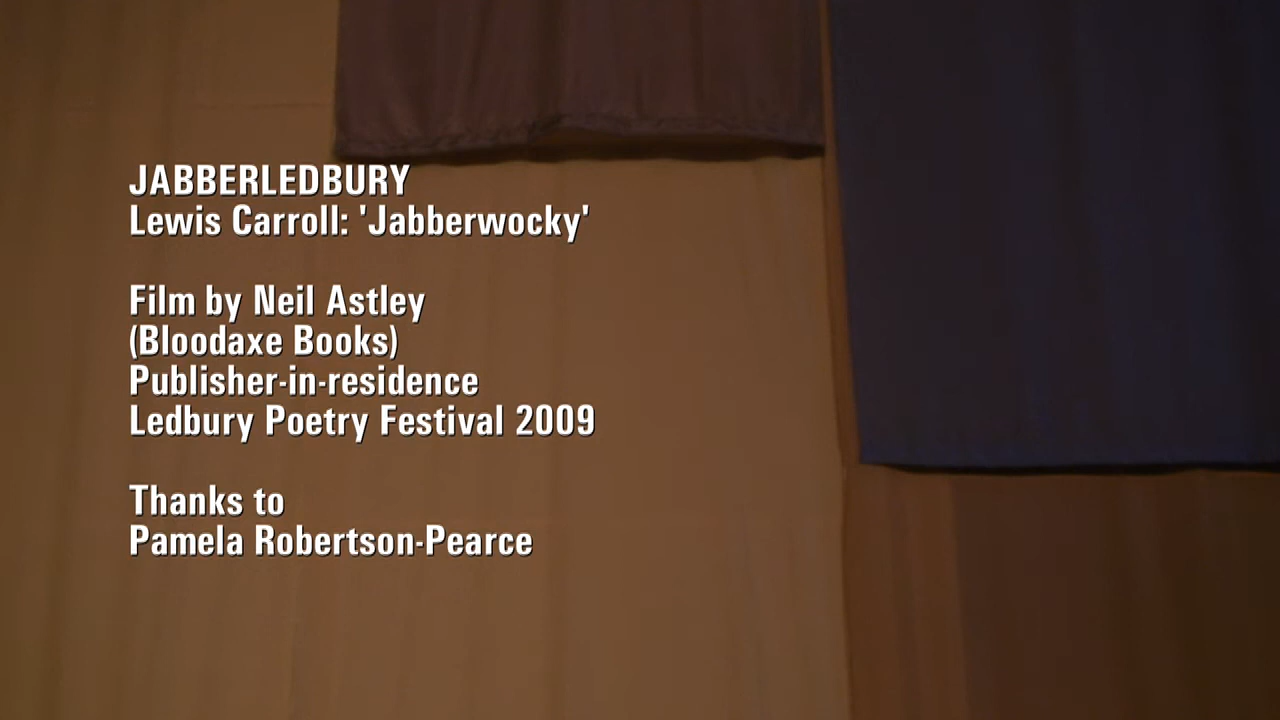 JABBERLEDBURY
Lewis Carroll: 'Jabberwocky'
Film by Neil Astley
(Bloodaxe Books)
Publisher-in-residence
Ledbury Poetry Festival 2009
Thanks to
Pamela Robertson-Pearce